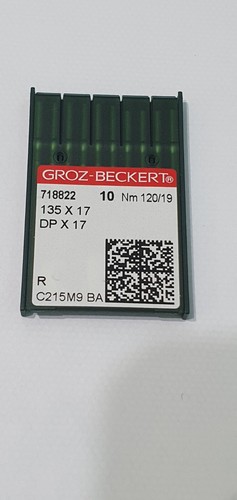 GROZ-BECKERT®
718822 10 Nm 120/19
135 X 17
DP X 17
R
C215M9 BA